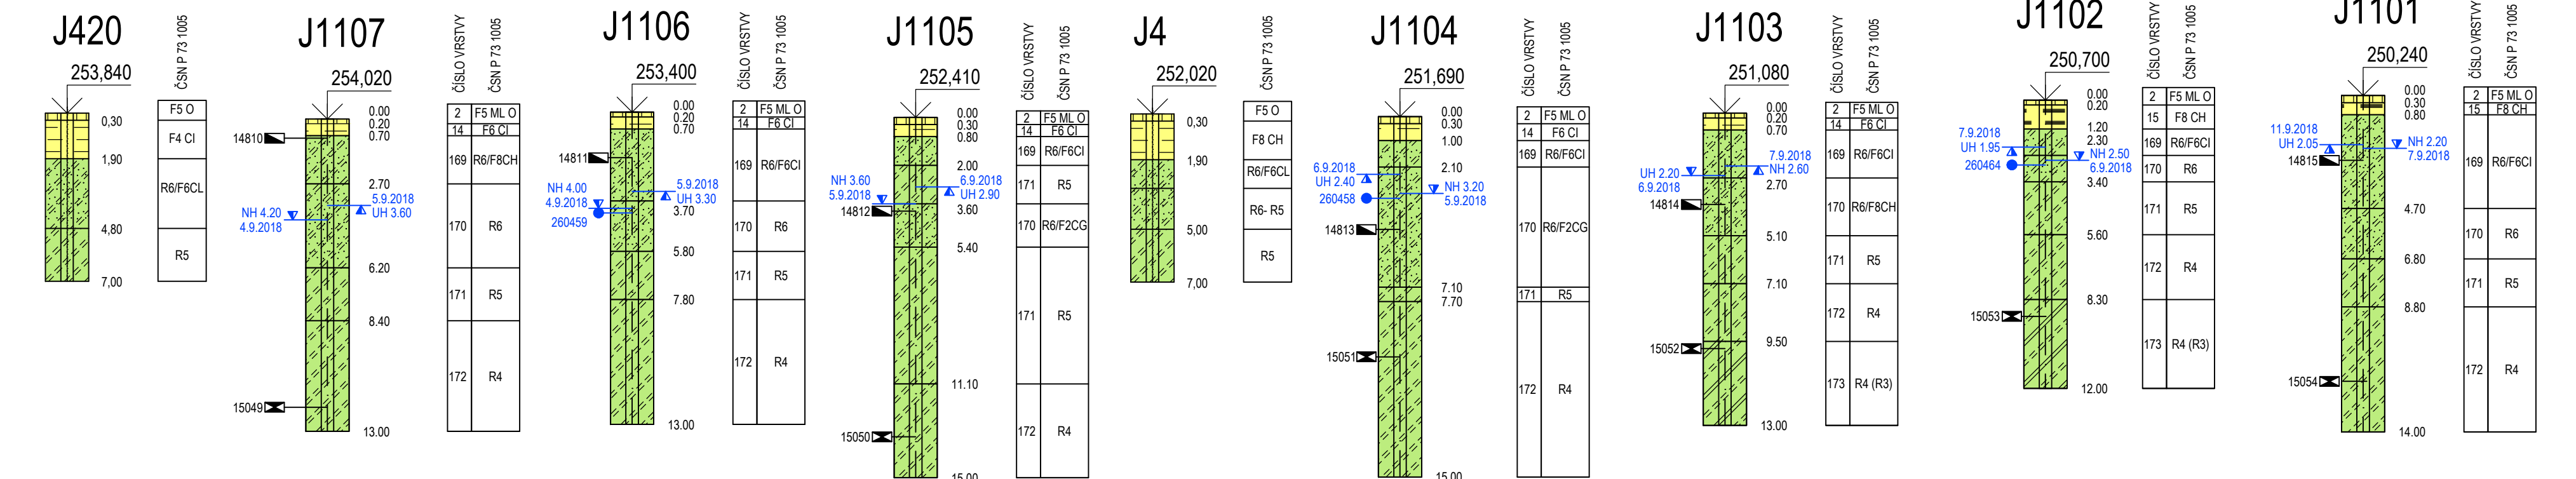 J420
ČSN P 73 1005
253,840
0,30
1,90
4,80
7,00
F5 O
F4 CI
R6/F6CL
R5
J1107
ČÍSLO VRSTVY
ČSN P 73 1005
254,020
0.00
0.20
0.70
2.70
6.20
8.40
13.00
14810
NH 4.20
4.9.2018
5.9.2018
UH 3.60
15049
2 F5 ML O
14 F6 CI
169 R6/F8CH
170 R6
171 R5
172 R4
J1106
ČÍSLO VRSTVY
ČSN P 73 1005
253,400
0.00
0.20
0.70
3.70
5.80
7.80
13.00
14811
NH 4.00
4.9.2018
260459
5.9.2018
UH 3.30
2 F5 ML O
14 F6 CI
169 R6/F6CI
170 R6
171 R5
172 R4
J1105
ČÍSLO VRSTVY
ČSN P 73 1005
252,410
0.00
0.30
0.80
2.00
3.60
5.40
11.10
15.00
NH 3.60
5.9.2018
14812
6.9.2018
UH 2.90
15050
2 F5 ML O
14 F6 CI
169 R6/F6CI
171 R5
170 R6/F2CG
171 R5
172 R4
J4
ČSN P 73 1005
252,020
0,30
1,90
5,00
7,00
F5 O
F8 CH
R6/F6CL
R6- R5
R5
J1104
ČÍSLO VRSTVY
ČSN P 73 1005
251,690
0.00
0.30
1.00
2.10
7.10
7.70
15.00
6.9.2018
UH 2.40
260458
14813
NH 3.20
5.9.2018
15051
2 F5 ML O
14 F6 CI
169 R6/F6CI
170 R6/F2CG
171 R5
172 R4
J1103
ČÍSLO VRSTVY
ČSN P 73 1005
251,080
0.00
0.20
0.70
2.70
5.10
7.10
9.50
13.00
UH 2.20
6.9.2018
14814
7.9.2018
NH 2.60
15052
2 F5 ML O
14 F6 CI
169 R6/F6CI
170 R6/F8CH
171 R5
172 R4
173 R4 (R3)
J1102
ČÍSLO VRSTVY
ČSN P 73 1005
250,700
0.00
0.20
1.20
2.30
3.40
5.60
8.30
12.00
7.9.2018
UH 1.95
260464
NH 2.50
6.9.2018
15053
2 F5 ML O
15 F8 CH
169 R6/F6CI
170 R6
171 R5
172 R4
173 R4 (R3)
J1101
ČÍSLO VRSTVY
ČSN P 73 1005
250,240
0.00
0.30
0.80
4.70
6.80
8.80
14.00
11.9.2018
UH 2.05
14815
NH 2.20
7.9.2018
15054
2 F5 ML O
15 F8 CH
169 R6/F6CI
170 R6
171 R5
172 R4